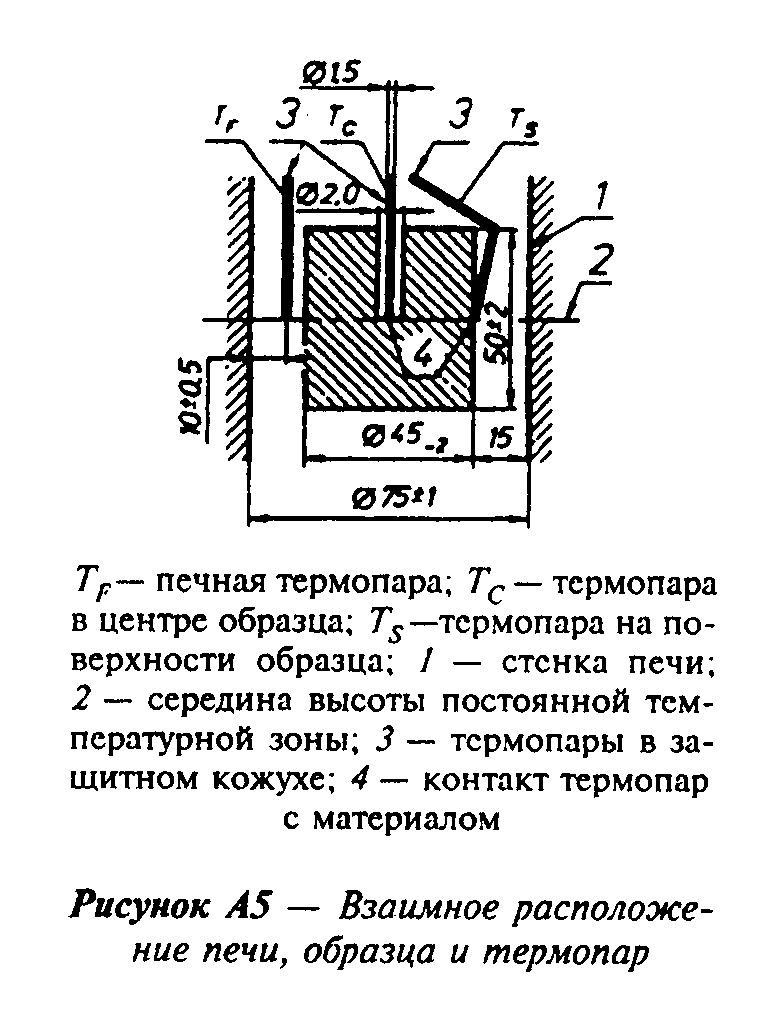 Ø1,5
T_F 3 T_C 3 T_S
Ø2,0
1
2
4
50±2
10±0,5
Ø45₋₂ 15
Ø75±1
T_F — печная термопара; T_C — термопара
в центре образца; T_S —термопара на по-
верхности образца; 1 — стенка печи;
2 — середина высоты постоянной тем-
пературной зоны; 3 — термопары в за-
щитном кожухе; 4 — контакт термопар
с материалом
Рисунок А5 — Взаимное расположе-
ние печи, образца и термопар